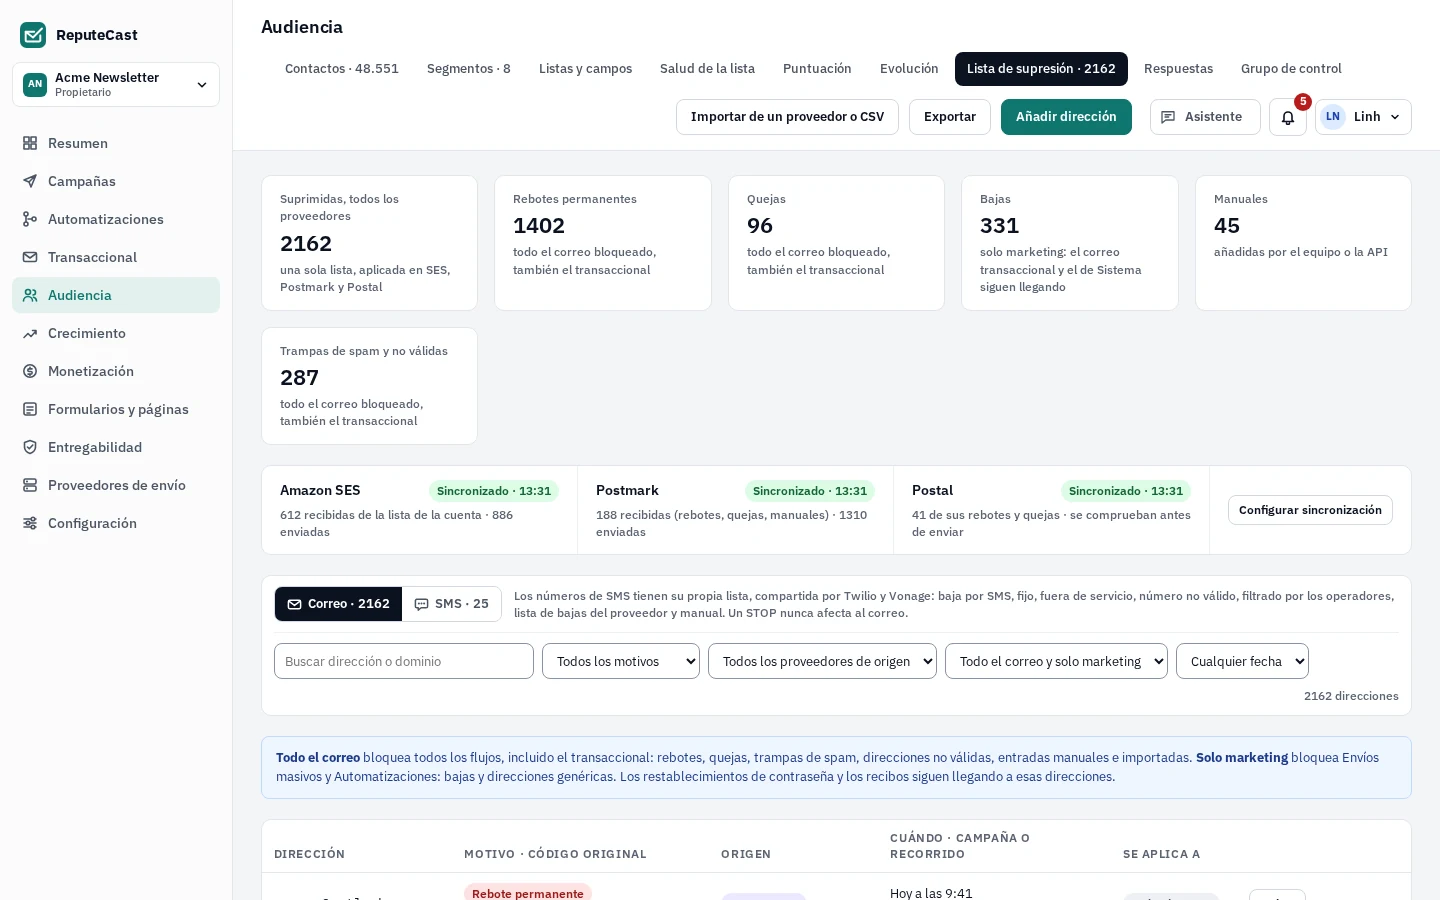 ReputeCast
AN
Acme Newsletter
Propietario
Resumen
Campañas
Automatizaciones
Transaccional
Audiencia
Crecimiento
Monetización
Formularios y páginas
Entregabilidad
Proveedores de envío
Configuración
Audiencia
Contactos · 48.551
Segmentos · 8
Listas y campos
Salud de la lista
Puntuación
Evolución
Lista de supresión · 2162
Respuestas
Grupo de control
Importar de un proveedor o CSV
Exportar
Añadir dirección
Asistente
5
LN
Linh
Suprimidas, todos los
proveedores
2162
una sola lista, aplicada en SES,
Postmark y Postal
Rebotes permanentes
1402
todo el correo bloqueado,
también el transaccional
Quejas
96
todo el correo bloqueado,
también el transaccional
Bajas
331
solo marketing: el correo
transaccional y el de Sistema
siguen llegando
Manuales
45
añadidas por el equipo o la API
Trampas de spam y no válidas
287
todo el correo bloqueado,
también el transaccional
Amazon SES
Sincronizado · 13:31
612 recibidas de la lista de la cuenta · 886
enviadas
Postmark
Sincronizado · 13:31
188 recibidas (rebotes, quejas, manuales) · 1310
enviadas
Postal
Sincronizado · 13:31
41 de sus rebotes y quejas · se comprueban antes
de enviar
Configurar sincronización
Correo · 2162
SMS · 25
Los números de SMS tienen su propia lista, compartida por Twilio y Vonage: baja por SMS, fijo, fuera de servicio, número no válido, filtrado por los operadores,
lista de bajas del proveedor y manual. Un STOP nunca afecta al correo.
Buscar dirección o dominio
Todos los motivos
Todos los proveedores de origen
Todo el correo y solo marketing
Cualquier fecha
2162 direcciones
Todo el correo bloquea todos los flujos, incluido el transaccional: rebotes, quejas, trampas de spam, direcciones no válidas, entradas manuales e importadas. Solo marketing bloquea Envíos
masivos y Automatizaciones: bajas y direcciones genéricas. Los restablecimientos de contraseña y los recibos siguen llegando a esas direcciones.
DIRECCIÓN
MOTIVO · CÓDIGO ORIGINAL
ORIGEN
CUÁNDO · CAMPAÑA O
RECORRIDO
SE APLICA A
Rebote permanente
Hoy a las 9:41